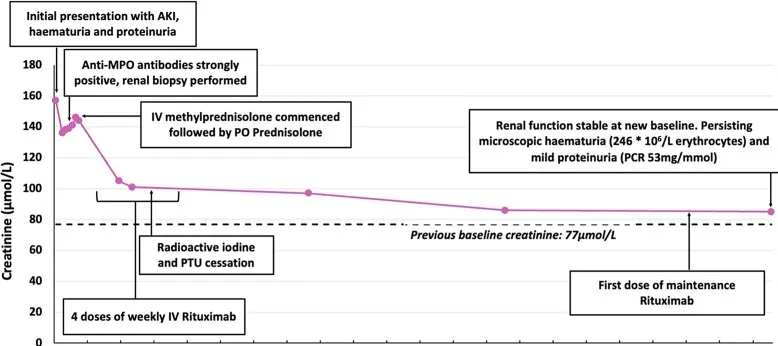 Initial presentation with AKI,
haematuria and proteinuria
Anti-MPO antibodies strongly
positive, renal biopsy performed
IV methylprednisolone commenced
followed by PO Prednisolone
Renal function stable at new baseline. Persisting
microscopic haematuria (246 * 10⁶/L erythrocytes) and
mild proteinuria (PCR 53mg/mmol)
Creatinine (µmol/L)
180
160
140
120
100
80
60
40
20
0
Previous baseline creatinine: 77µmol/L
Radioactive iodine
and PTU cessation
4 doses of weekly IV Rituximab
First dose of maintenance
Rituximab